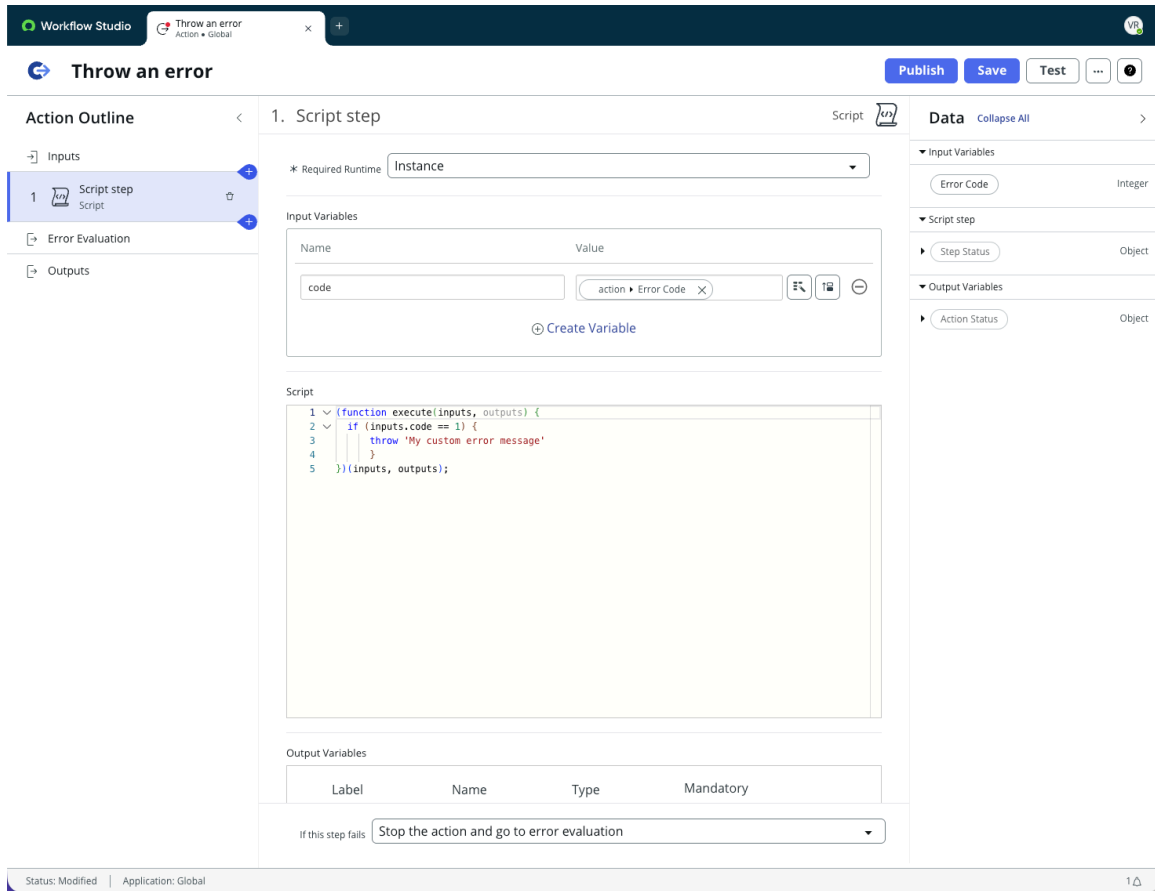 Workflow Studio
Throw an error
Action • Global
+
VR
Throw an error
Publish
Save
Test
...
?
Action Outline
Inputs
1
Script step
Script
Error Evaluation
Outputs
1. Script step
Script
* Required Runtime
Instance
Input Variables
Name
Value
code
action ▸ Error Code
Create Variable
Script
1 (function execute(inputs, outputs) {
2 if (inputs.code == 1) {
3 throw 'My custom error message'
4 }
5 })(inputs, outputs);
Output Variables
Label
Name
Type
Mandatory
If this step fails
Stop the action and go to error evaluation
Data
Collapse All
Input Variables
Error Code
Integer
Script step
Step Status
Object
Output Variables
Action Status
Object
Status: Modified | Application: Global
1